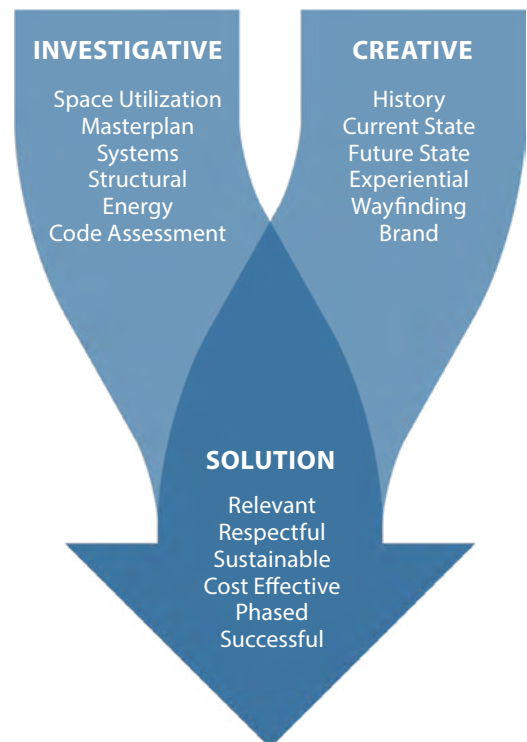 INVESTIGATIVE
Space Utilization
Masterplan
Systems
Structural
Energy
Code Assessment
CREATIVE
History
Current State
Future State
Experiential
Wayfinding
Brand
SOLUTION
Relevant
Respectful
Sustainable
Cost Effective
Phased
Successful